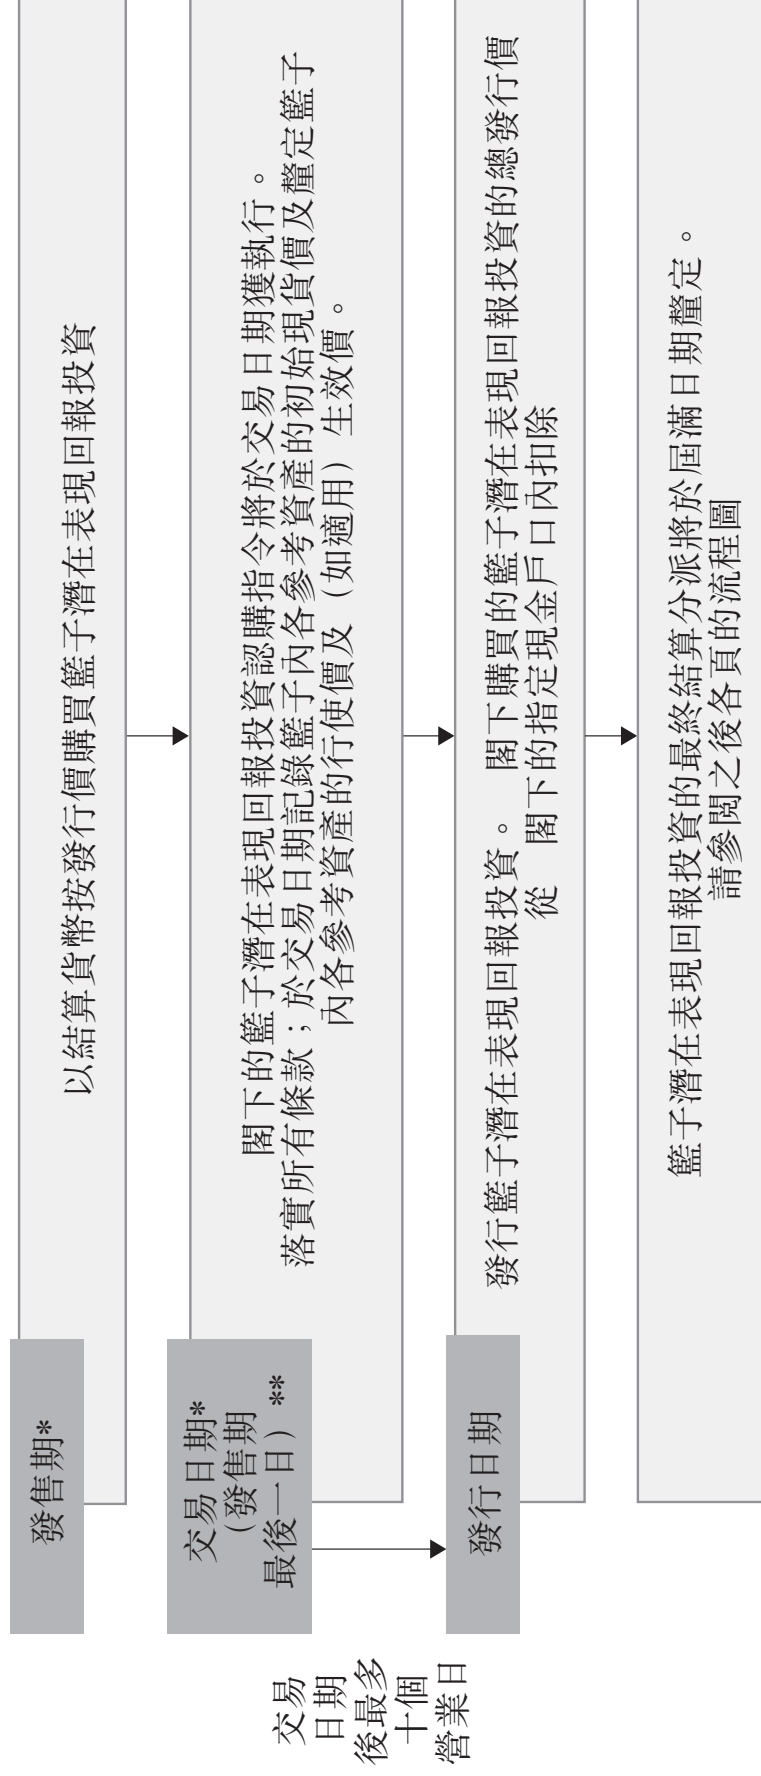 發售期*
以結算貨幣按發行價購買籃子潛在表現回報投資
交易日期*
（發售期
最後一日）**
閣下的籃子潛在表現回報投資認購指令將於交易日期獲執行。
落實所有條款；於交易日期記錄籃子內各參考資產的初始現貨價及釐定籃子
內各參考資產的行使價及（如適用）生效價。
交易
日期
後最多
十個
營業日
發行日期
發行籃子潛在表現回報投資。 閣下購買的籃子潛在表現回報投資的總發行價
從 閣下的指定現金戶口內扣除
籃子潛在表現回報投資的最終結算分派將於屆滿日期釐定。
請參閱之後各頁的流程圖